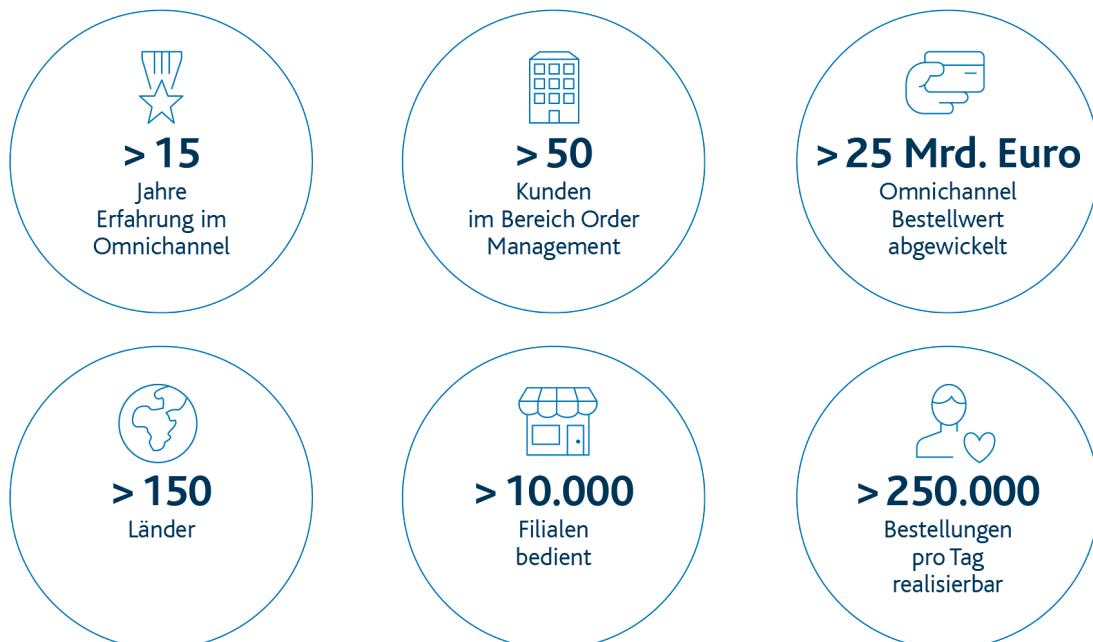 > 15
Jahre
Erfahrung im
Omnichannel
> 50
Kunden
im Bereich Order
Management
> 25 Mrd. Euro
Omnichannel
Bestellwert
abgewickelt
> 150
Länder
> 10.000
Filialen
bedient
> 250.000
Bestellungen
pro Tag
realisierbar